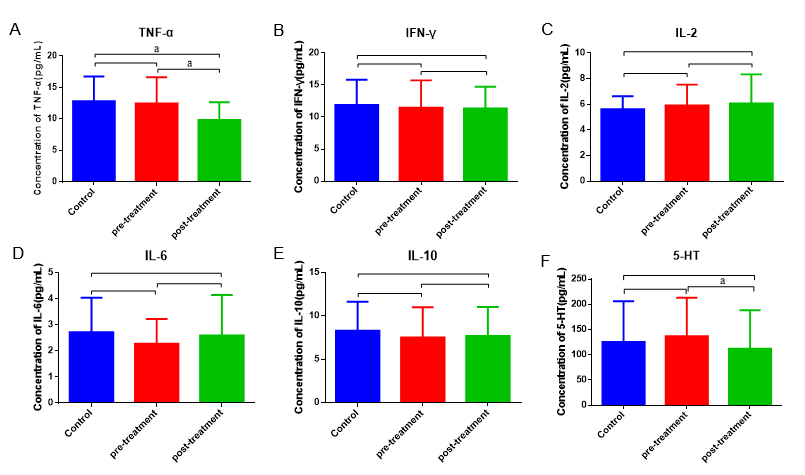 A
TNF-α
Concentration of TNF-α(pg/mL)
20
15
10
5
0
a
a
Control
pre-treatment
post-treatment
B
IFN-γ
Concentration of IFN-γ(pg/mL)
20
15
10
5
0
Control
pre-treatment
post-treatment
C
IL-2
Concentration of IL-2(pg/mL)
10
8
6
4
2
0
Control
pre-treatment
post-treatment
D
IL-6
Concentration of IL-6(pg/mL)
5
4
3
2
1
0
Control
pre-treatment
post-treatment
E
IL-10
Concentration of IL-10(pg/mL)
15
10
5
0
Control
pre-treatment
post-treatment
F
5-HT
Concentration of 5-HT(pg/mL)
250
200
150
100
50
0
a
Control
pre-treatment
post-treatment